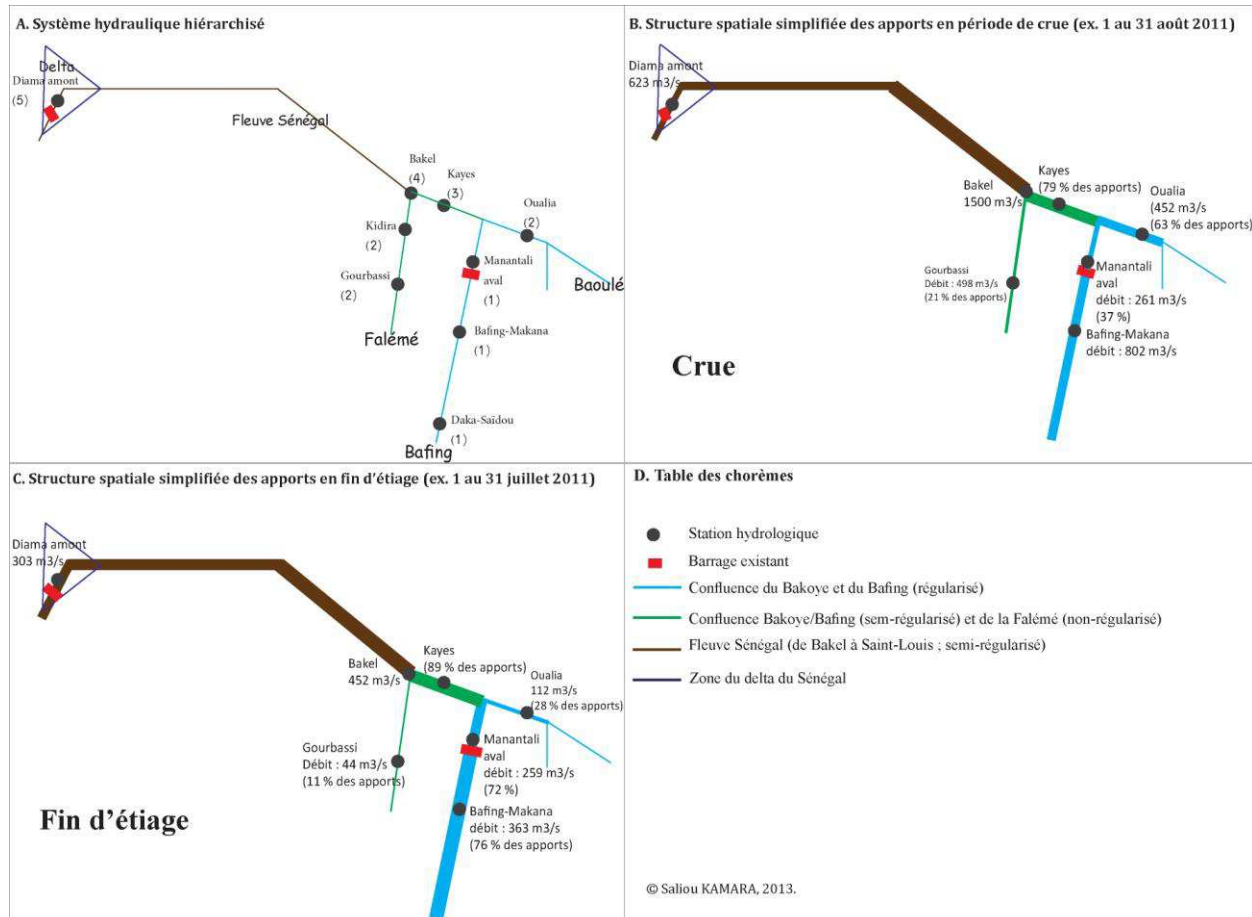 A. Système hydraulique hiérarchisé
Delta
Diama amont
(5)
Fleuve Sénégal
Bakel
(4)
Kayes
(3)
Oualia
(2)
Kidira
(2)
Manantali
aval
(1)
Gourbassi
(2)
Baoulé
Falémé
Bafing-Makana
(1)
Daka-Saïdou
(1)
Bafing
B. Structure spatiale simplifiée des apports en période de crue (ex. 1 au 31 août 2011)
Diama amont
623 m3/s
Kayes
(79 % des apports)
Bakel
1500 m3/s
Oualia
(452 m3/s
(63 % des apports)
Gourbassi
Débit : 498 m3/s
(21 % des apports)
Manantali
aval
débit : 261 m3/s
(37 %)
Bafing-Makana
débit : 802 m3/s
Crue
C. Structure spatiale simplifiée des apports en fin d'étiage (ex. 1 au 31 juillet 2011)
Diama amont
303 m3/s
Kayes
(89 % des apports)
Bakel
452 m3/s
Oualia
112 m3/s
(28 % des apports)
Gourbassi
Débit : 44 m3/s
(11 % des apports)
Manantali
aval
débit : 259 m3/s
(72 %)
Bafing-Makana
débit : 363 m3/s
(76 % des apports)
Fin d'étiage
D. Table des chorèmes
Station hydrologique
Barrage existant
Confluence du Bakoye et du Bafing (régularisé)
Confluence Bakoye/Bafing (sem-régularisé) et de la Falémé (non-régularisé)
Fleuve Sénégal (de Bakel à Saint-Louis ; semi-régularisé)
Zone du delta du Sénégal
© Saliou KAMARA, 2013.